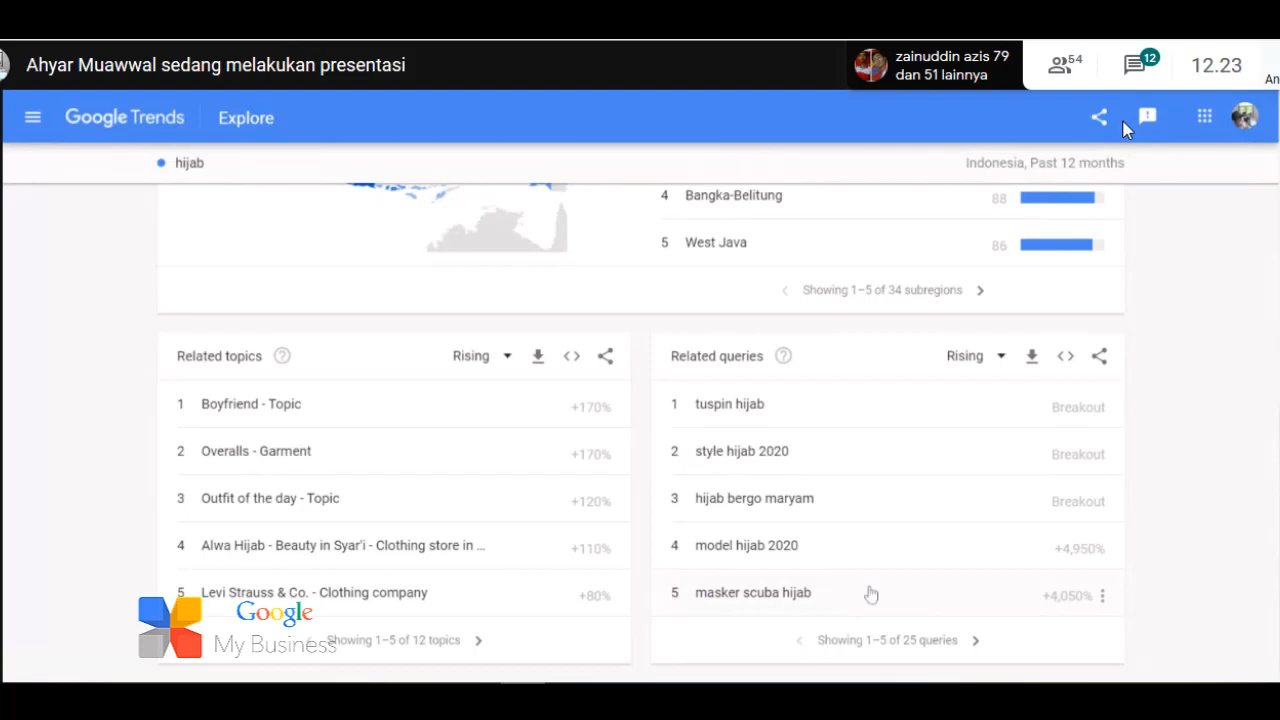 Ahyar Muawwal sedang melakukan presentasi
zainuddin azis 79
dan 51 lainnya
54
12
12.23
An
Google Trends
Explore
hijab
Indonesia, Past 12 months
4 Bangka-Belitung 88
5 West Java 86
Showing 1–5 of 34 subregions
Related topics
Rising
1 Boyfriend - Topic +170%
2 Overalls - Garment +170%
3 Outfit of the day - Topic +120%
4 Alwa Hijab - Beauty in Syar'i - Clothing store in ... +110%
5 Levi Strauss & Co. - Clothing company +80%
Showing 1–5 of 12 topics
Related queries
Rising
1 tuspin hijab Breakout
2 style hijab 2020 Breakout
3 hijab bergo maryam Breakout
4 model hijab 2020 +4,950%
5 masker scuba hijab +4,050%
Showing 1–5 of 25 queries
Google
My Business